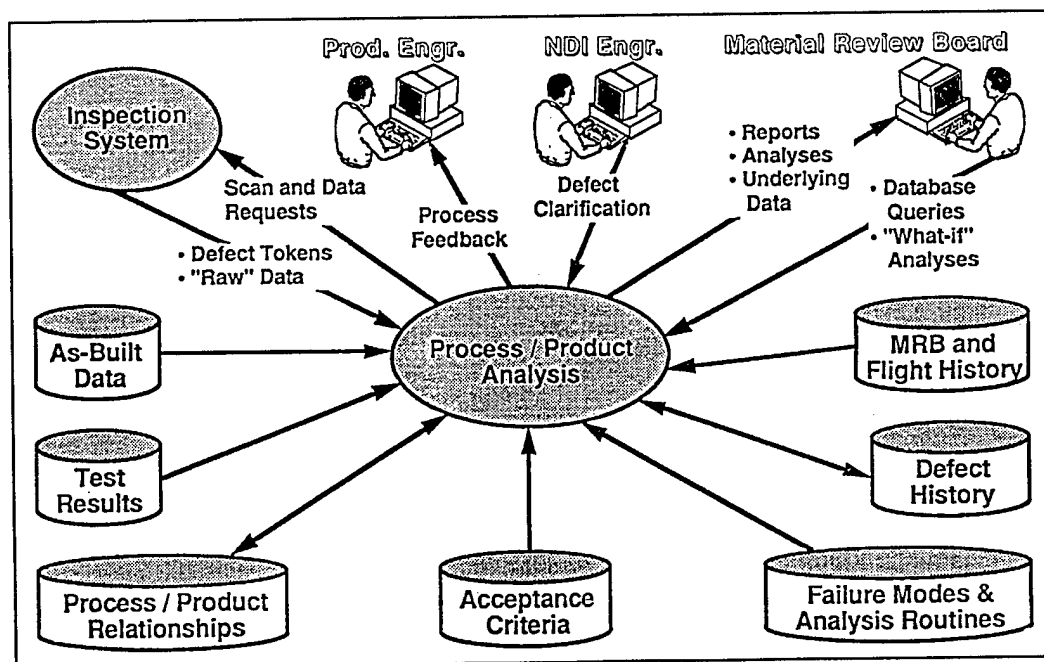 Prod. Engr.
NDI Engr.
Material Review Board
Inspection
System
Scan and Data
Requests
• Defect Tokens
• "Raw" Data
Process
Feedback
Defect
Clarification
• Reports
• Analyses
• Underlying
Data
• Database
Queries
• "What-if"
Analyses
Process / Product
Analysis
As-Built
Data
MRB and
Flight History
Test
Results
Defect
History
Process / Product
Relationships
Acceptance
Criteria
Failure Modes &
Analysis Routines